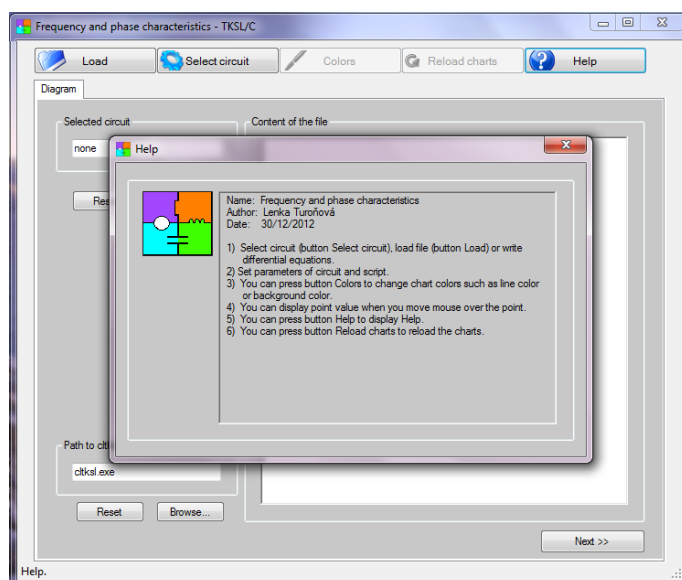 Frequency and phase characteristics - TKSL/C
Load
Select circuit
Colors
Reload charts
Help
Diagram
Selected circuit
Content of the file
none
Help
Name: Frequency and phase characteristics
Author: Lenka Turoňová
Date: 30/12/2012
1) Select circuit (button Select circuit), load file (button Load) or write
differential equations.
2) Set parameters of circuit and script.
3) You can press button Colors to change chart colors such as line color
or background color.
4) You can display point value when you move mouse over the point.
5) You can press button Help to display Help.
6) You can press button Reload charts to reload the charts.
Path to
cltksl.exe
Reset
Browse...
Next >>
Help.